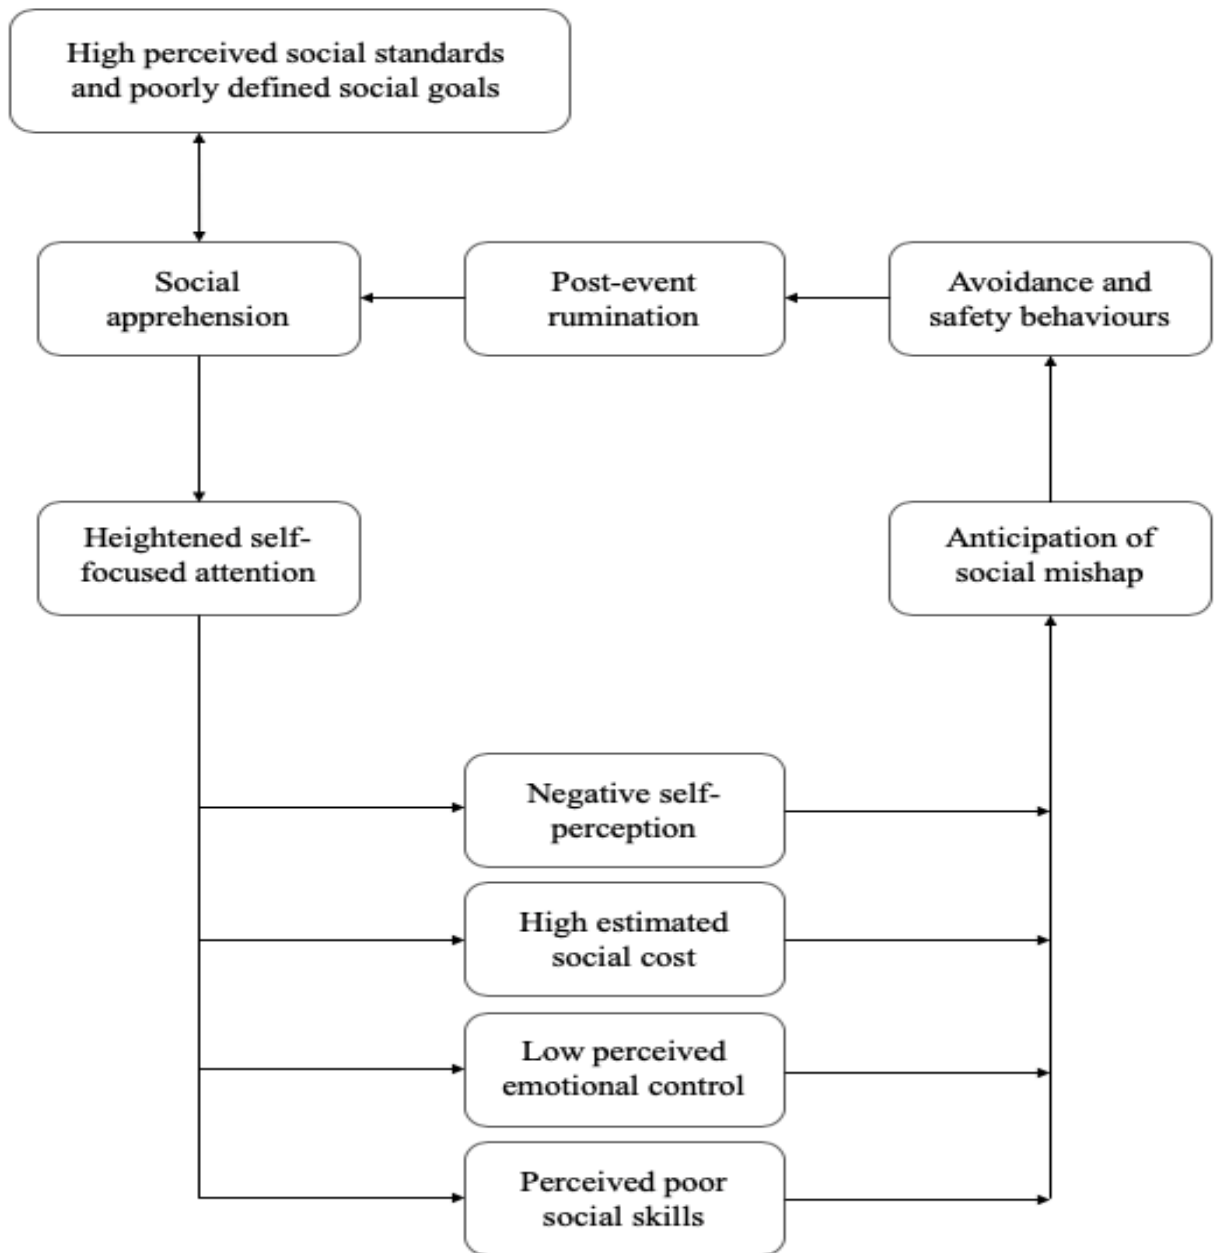 High perceived social standards
and poorly defined social goals
Social
apprehension
Post-event
rumination
Avoidance and
safety behaviours
Heightened self-
focused attention
Anticipation of
social mishap
Negative self-
perception
High estimated
social cost
Low perceived
emotional control
Perceived poor
social skills